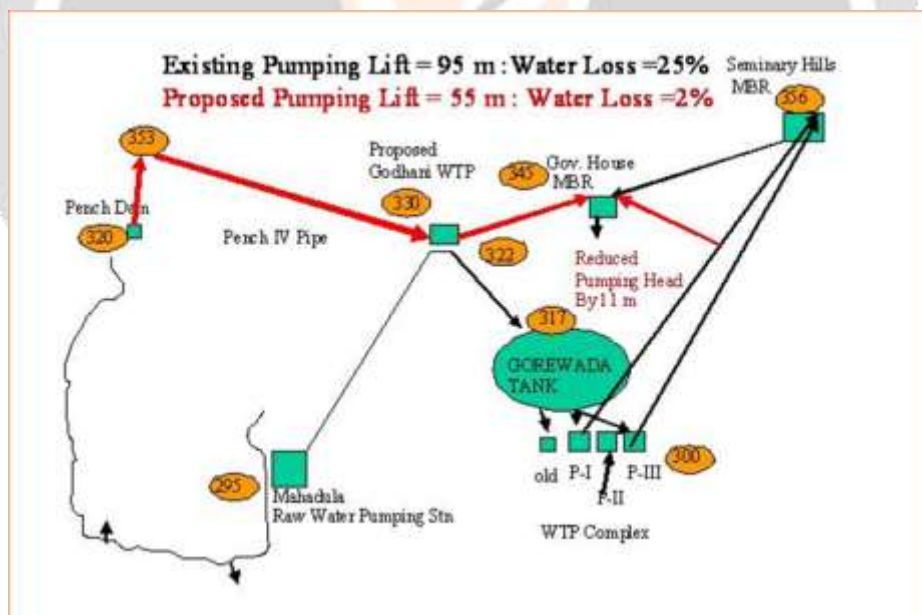 Existing Pumping Lift = 95 m : Water Loss =25%
Proposed Pumping Lift = 55 m : Water Loss =2%
Seminary Hills
MBR
356
353
Proposed
Godhani WTP
345
Gov. House
MBR
330
Pench Dam
320
Pench IV Pipe
322
Reduced
Pumping Head
By11 m
317
GOREWADA
TANK
old
P-I
P-II
P-III
300
295
Mahadula
Raw Water Pumping Stn
WTP Complex